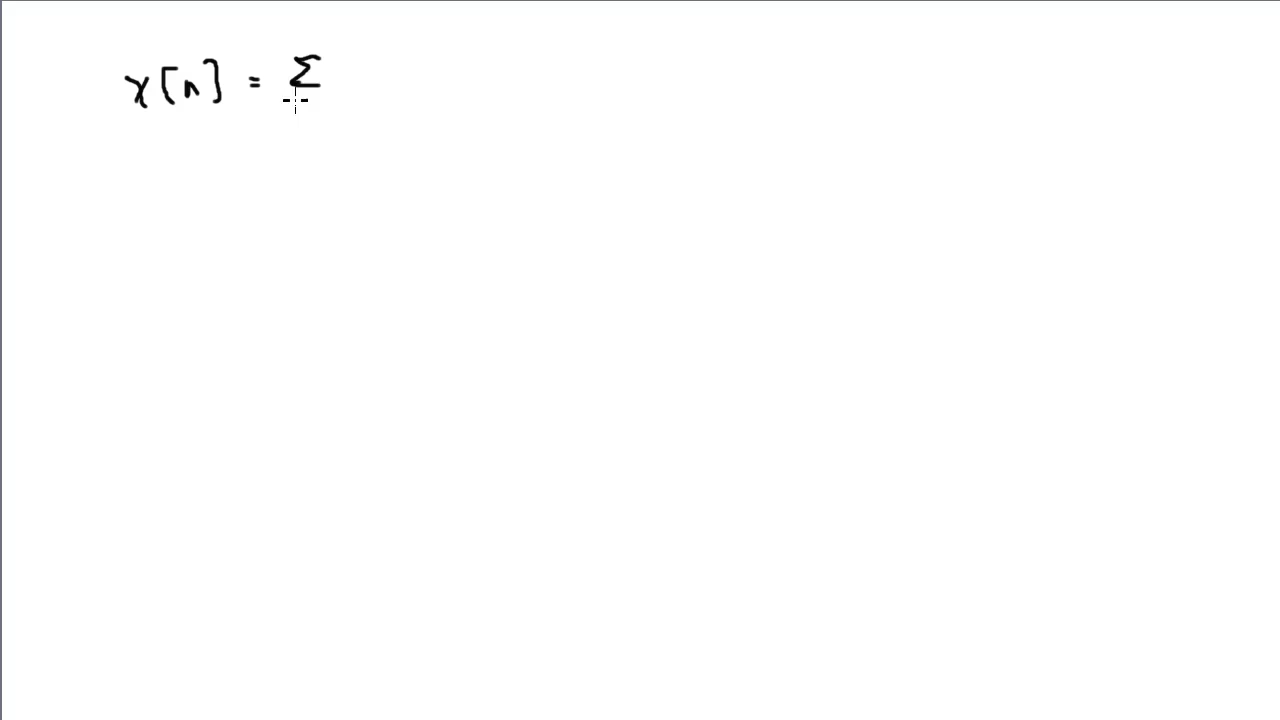 x[n] = Σ